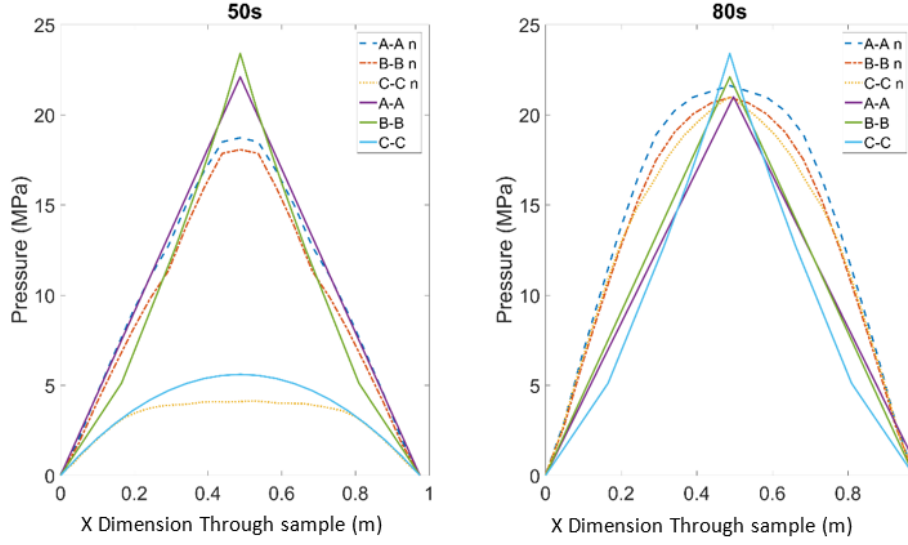 50s
25
20
15
10
5
0
Pressure (MPa)
A-A n
B-B n
C-C n
A-A
B-B
C-C
0
0.2
0.4
0.6
0.8
1
X Dimension Through sample (m)
80s
25
20
15
10
5
0
Pressure (MPa)
A-A n
B-B n
C-C n
A-A
B-B
C-C
0
0.2
0.4
0.6
0.8
X Dimension Through sample (m)